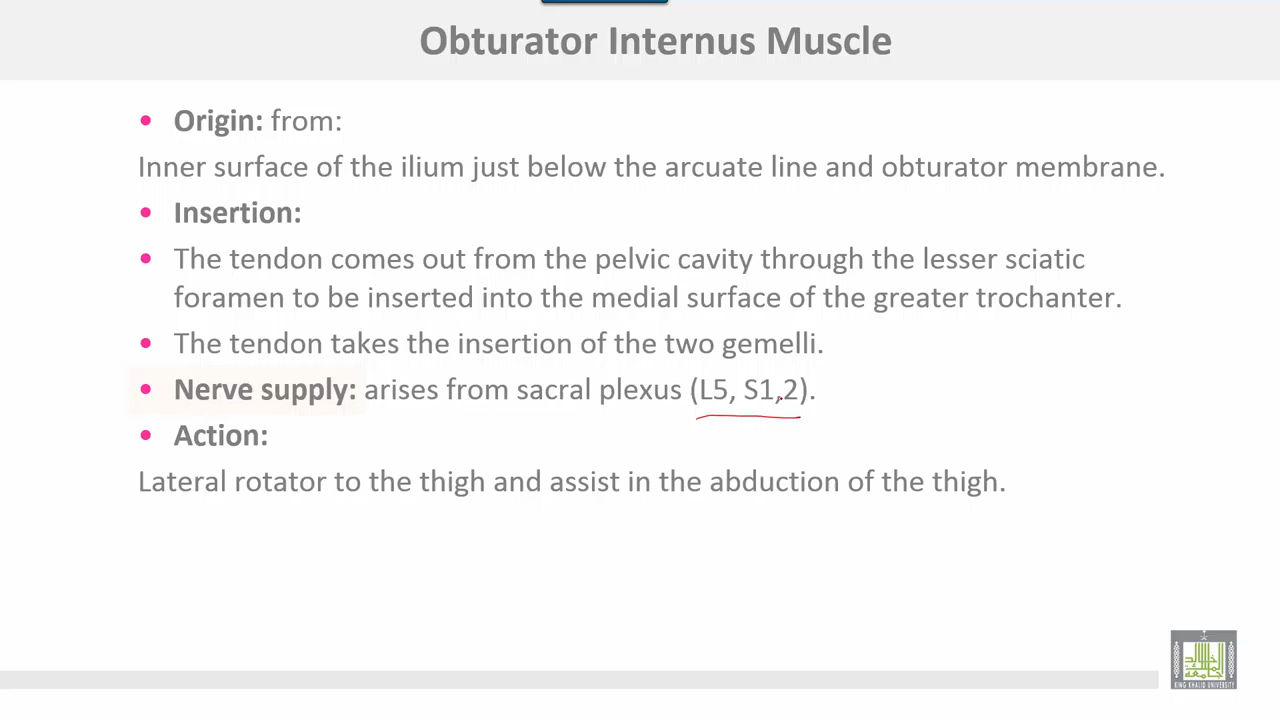 Obturator Internus Muscle
• Origin: from:
Inner surface of the ilium just below the arcuate line and obturator membrane.
• Insertion:
• The tendon comes out from the pelvic cavity through the lesser sciatic
foramen to be inserted into the medial surface of the greater trochanter.
• The tendon takes the insertion of the two gemelli.
• Nerve supply: arises from sacral plexus (L5, S1,2).
• Action:
Lateral rotator to the thigh and assist in the abduction of the thigh.
KING KHALID UNIVERSITY